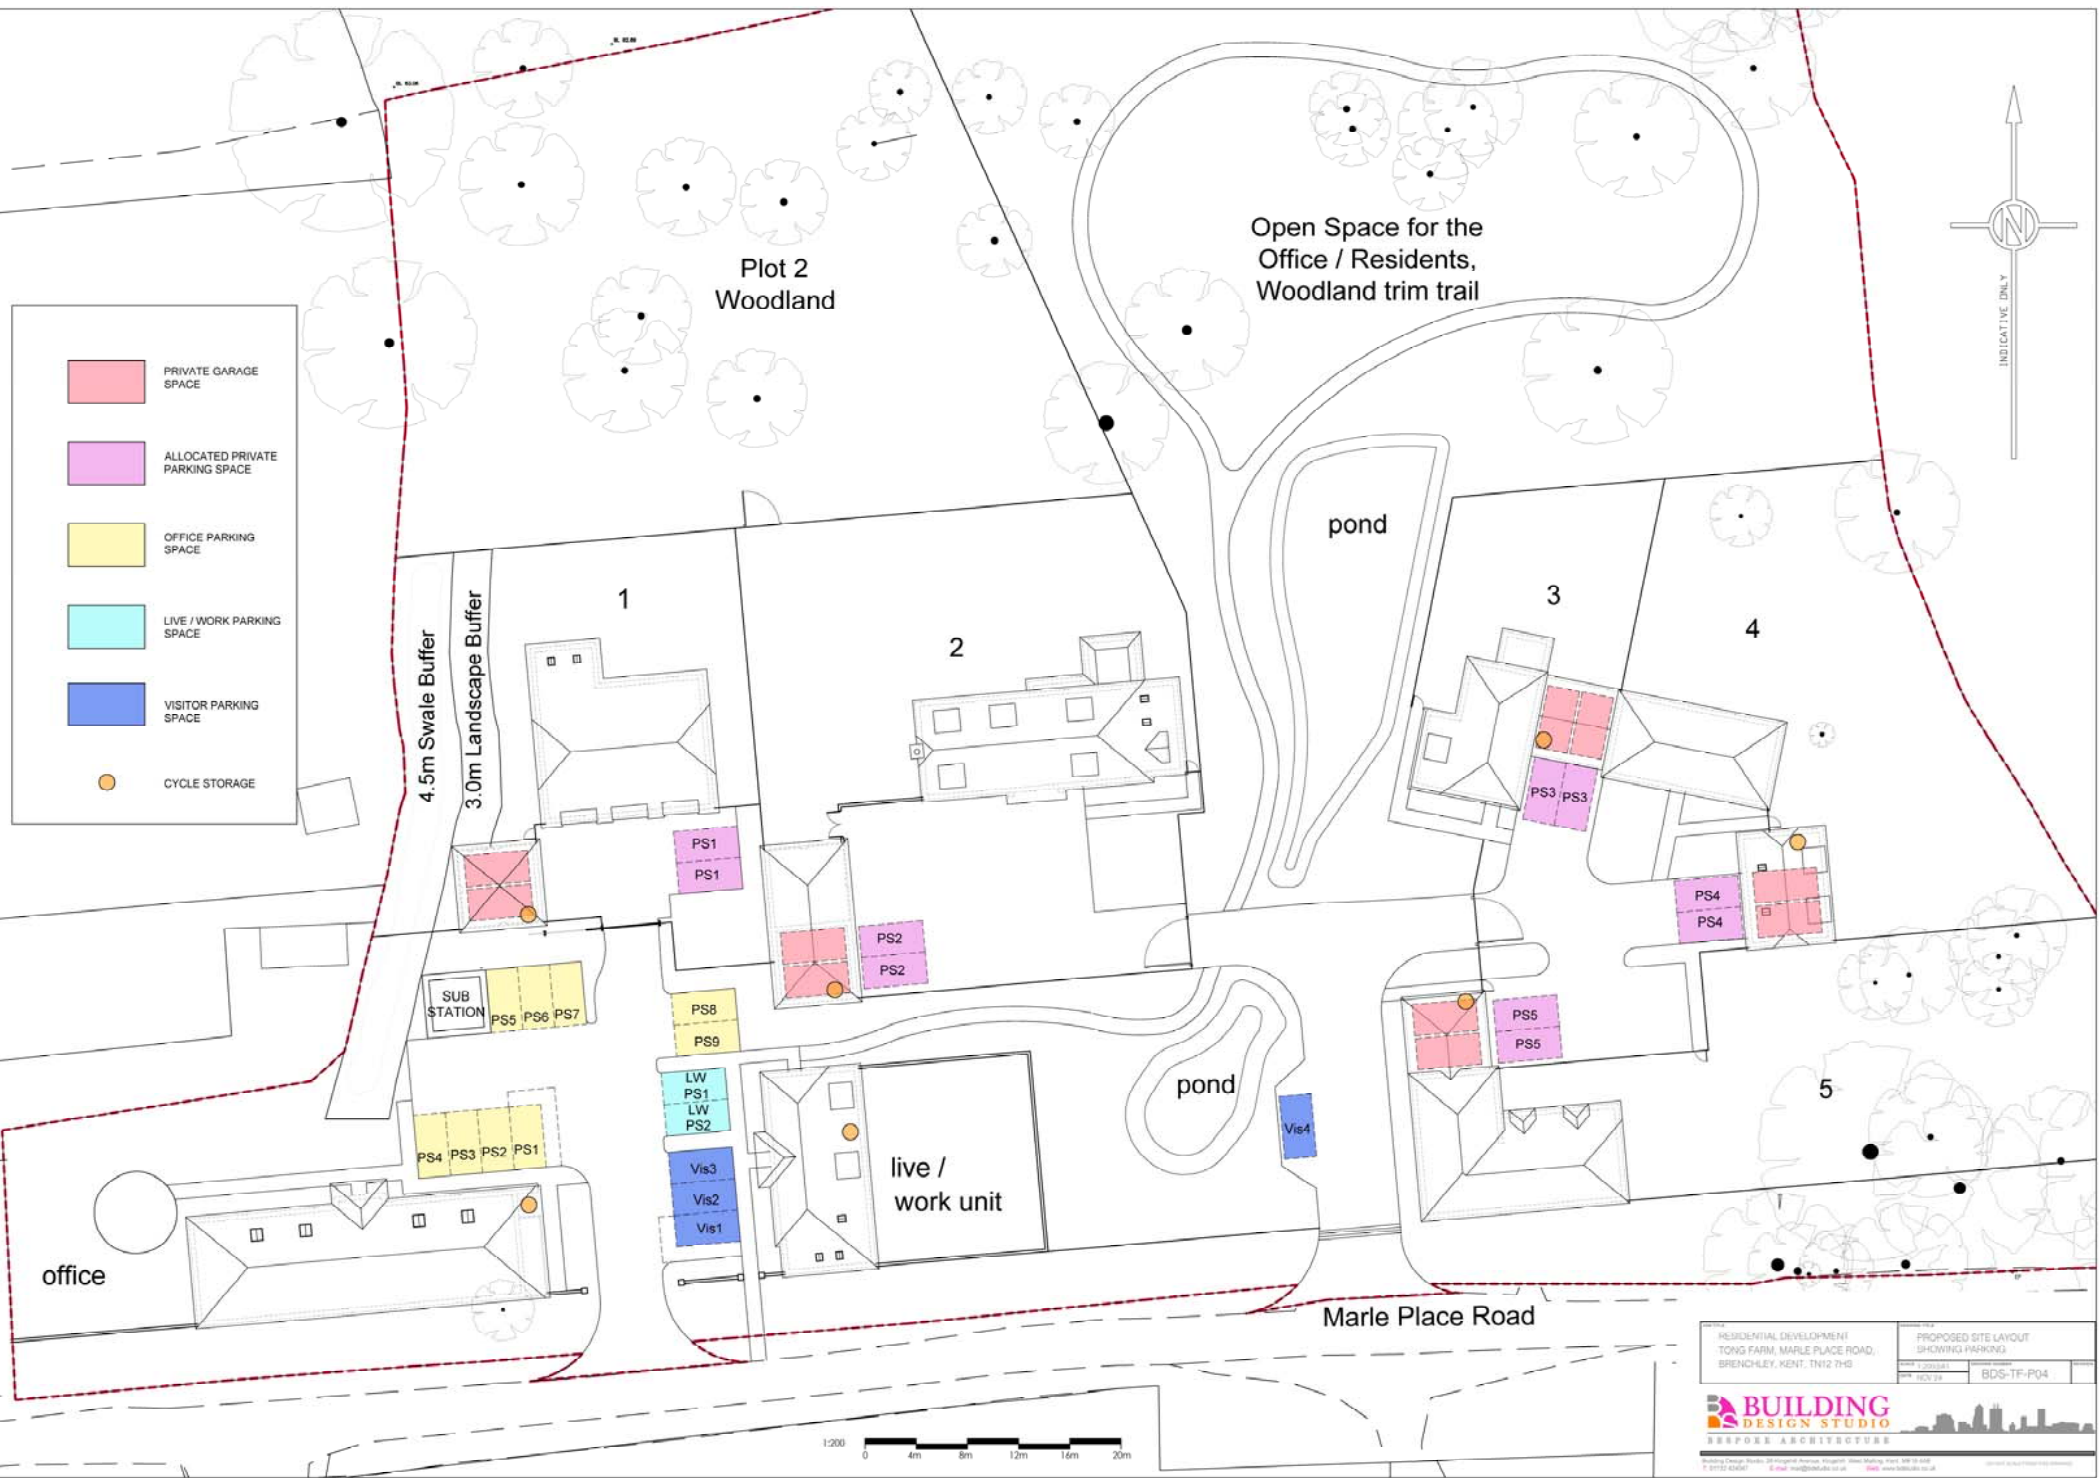 Plot 2
Woodland
Open Space for the
Office / Residents,
Woodland trim trail
INDICATIVE ONLY
PRIVATE GARAGE
SPACE
ALLOCATED PRIVATE
PARKING SPACE
OFFICE PARKING
SPACE
LIVE / WORK PARKING
SPACE
VISITOR PARKING
SPACE
CYCLE STORAGE
4.5m Swale Buffer
3.0m Landscape Buffer
1
2
pond
3
4
PS3 PS3
PS1
PS1
PS2
PS2
PS4
PS4
SUB
STATION
PS5 PS6 PS7
PS8
PS9
PS5
PS5
LW
PS1
LW
PS2
pond
5
Vis4
PS4 PS3 PS2 PS1
Vis3
Vis2
Vis1
live /
work unit
office
Marle Place Road
RESIDENTIAL DEVELOPMENT
TONG FARM, MARLE PLACE ROAD,
BRENCHLEY, KENT, TN12 7HS
PROPOSED SITE LAYOUT
SHOWING PARKING
NOV 24
BDS-TF-P04
BUILDING
DESIGN STUDIO
BESPOKE ARCHITECTURE
1:200
0 4m 8m 12m 16m 20m